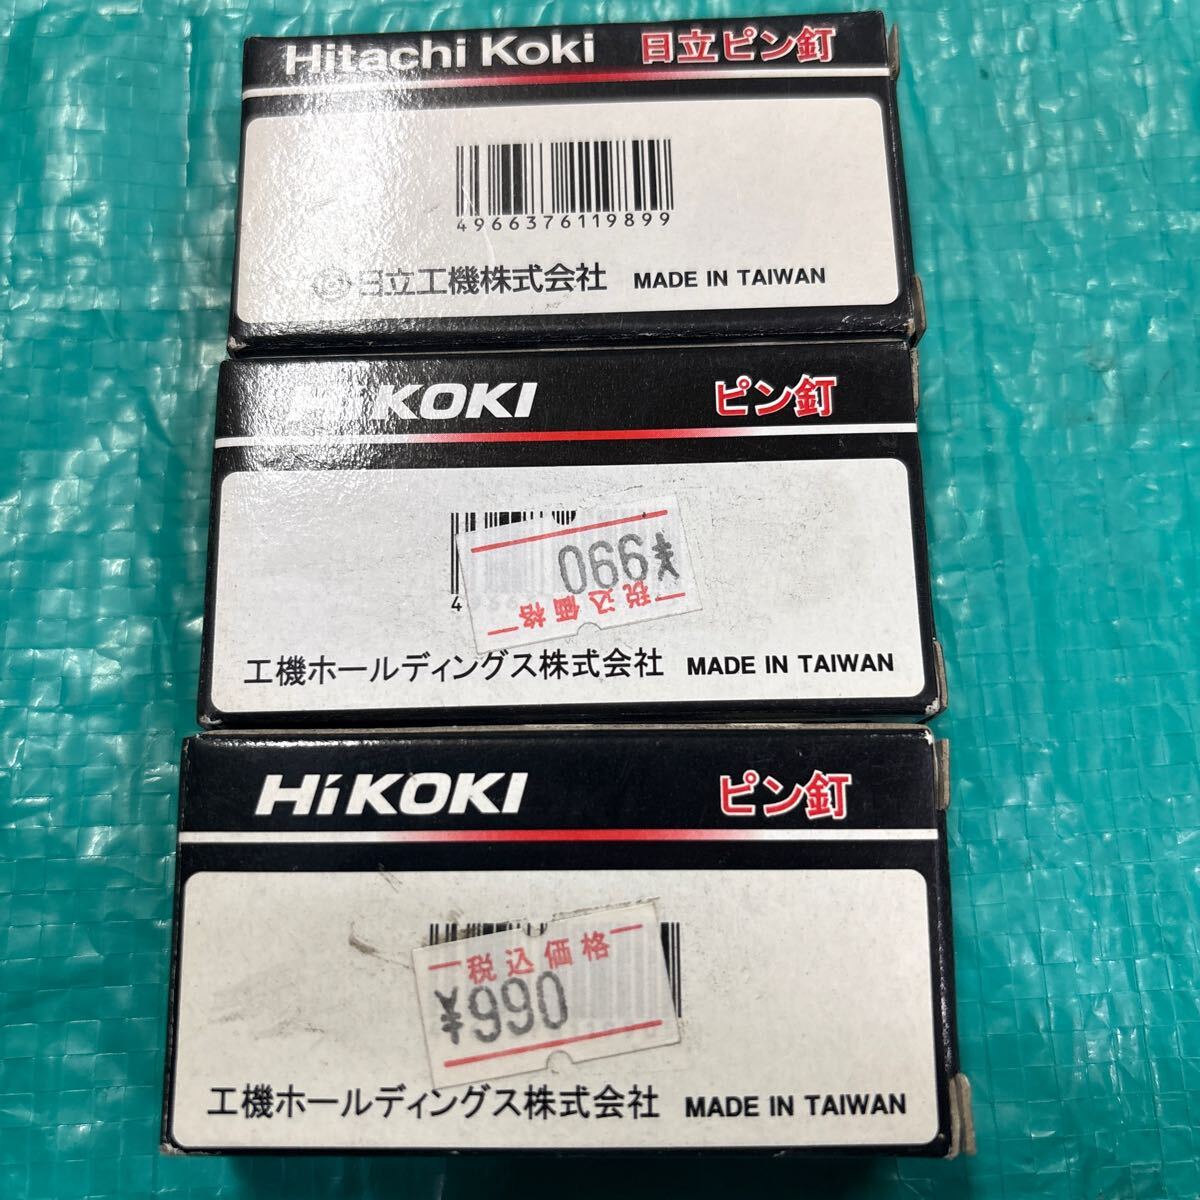 Hitachi Koki 日立ピン釘
4966376119899
日立工機株式会社 MADE IN TAIWAN
HiKOKI ピン釘
¥990
税込価格
4
工機ホールディングス株式会社 MADE IN TAIWAN
HiKOKI ピン釘
税込価格
¥990
工機ホールディングス株式会社 MADE IN TAIWAN